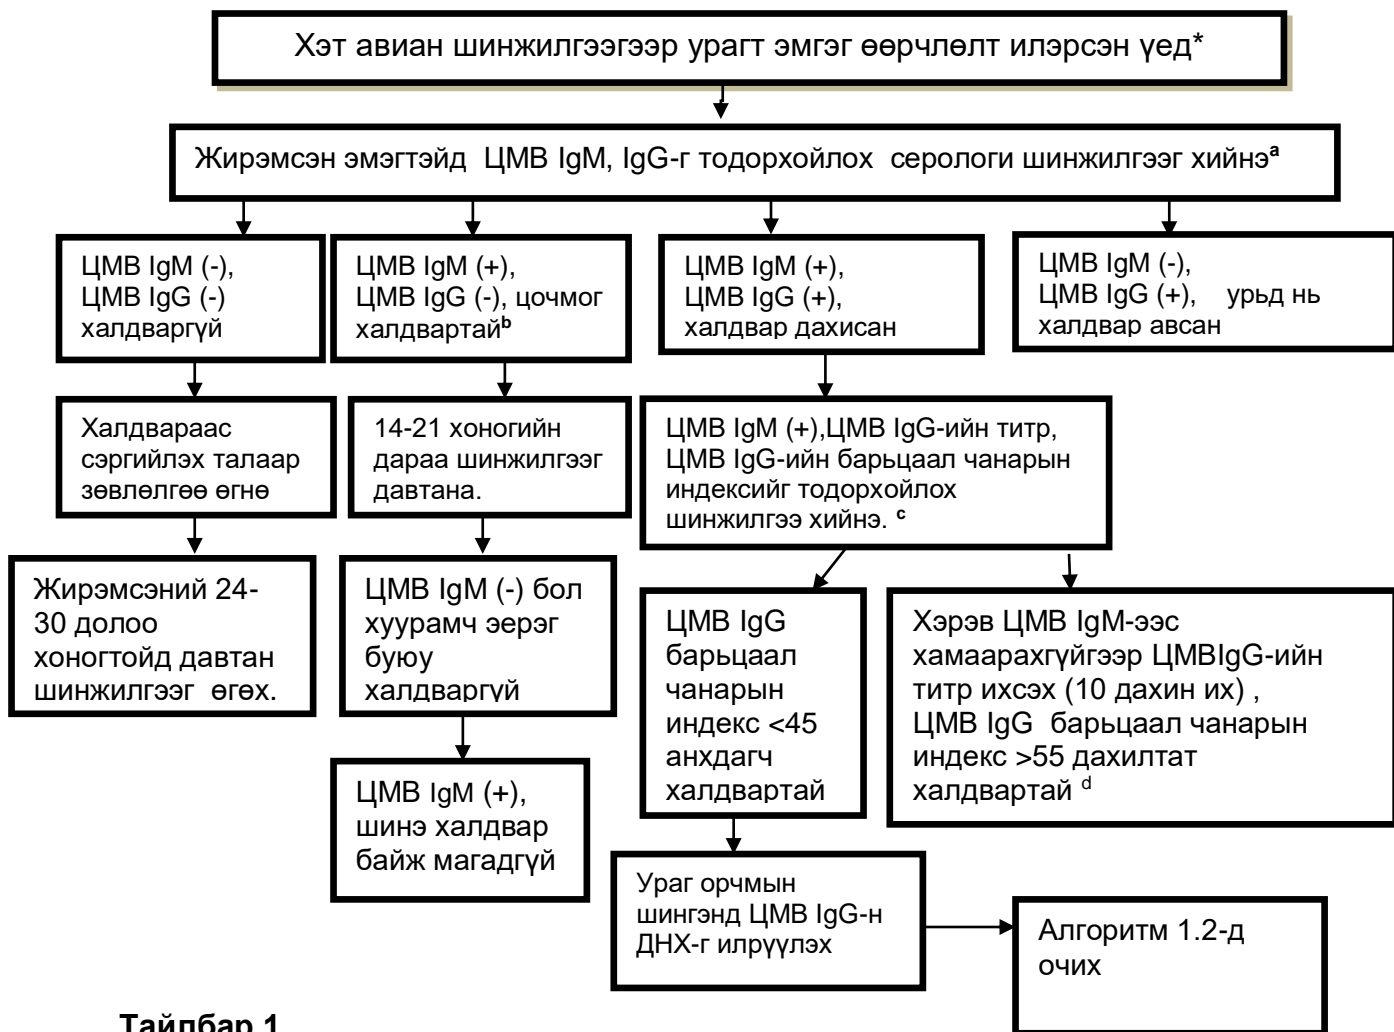 Хэт авиан шинжилгээгээр урагт эмгэг өөрчлөлт илэрсэн үед*
Жирэмсэн эмэгтэйд ЦМВ IgM, IgG-г тодорхойлох серологи шинжилгээг хийнэa
ЦМВ IgM (-),
ЦМВ IgG (-)
халдваргүй
ЦМВ IgM (+),
ЦМВ IgG (-), цочмог
халдвартайb
ЦМВ IgM (+),
ЦМВ IgG (+),
халдвар дахисан
ЦМВ IgM (-),
ЦМВ IgG (+), урьд нь
халдвар авсан
Халдвараас
сэргийлэх талаар
зөвлөлгөө өгнө
14-21 хоногийн
дараа шинжилгээг
давтана.
ЦМВ IgM (+),ЦМВ IgG-ийн титр,
ЦМВ IgG-ийн барьцаал чанарын
индексийг тодорхойлох
шинжилгээ хийнэ. c
Жирэмсэний 24-
30 долоо
хоногтойд давтан
шинжилгээг өгөх.
ЦМВ IgM (-) бол
хуурамч эерэг
буюу
халдваргүй
ЦМВ IgG
барьцаал
чанарын
индекс <45
анхдагч
халдвартай
Хэрэв ЦМВ IgM-ээс
хамаарахгүйгээр ЦМВIgG-ийн
титр ихсэх (10 дахин их) ,
ЦМВ IgG барьцаал чанарын
индекс >55 дахилтат
халдвартай d
ЦМВ IgM (+),
шинэ халдвар
байж магадгүй
Ураг орчмын
шингэнд ЦМВ IgG-н
ДНХ-г илрүүлэх
Алгоритм 1.2-д
очих
Тайлбар 1